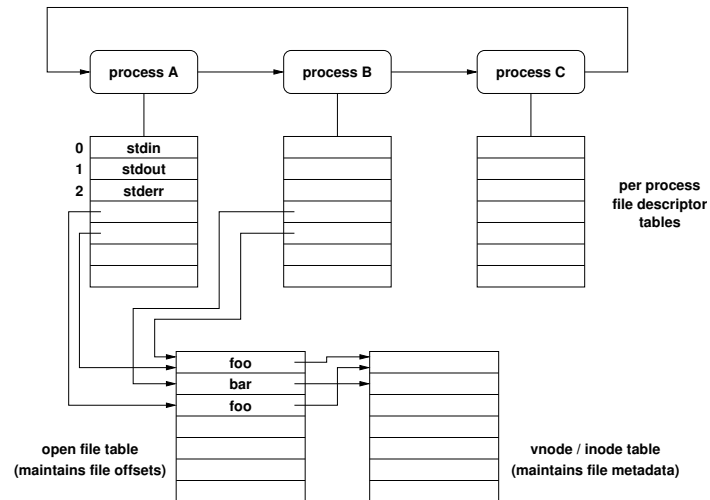 process A process B process C
0 stdin
1 stdout
2 stderr
per process
file descriptor
tables
foo
bar
foo
open file table
(maintains file offsets)
vnode / inode table
(maintains file metadata)